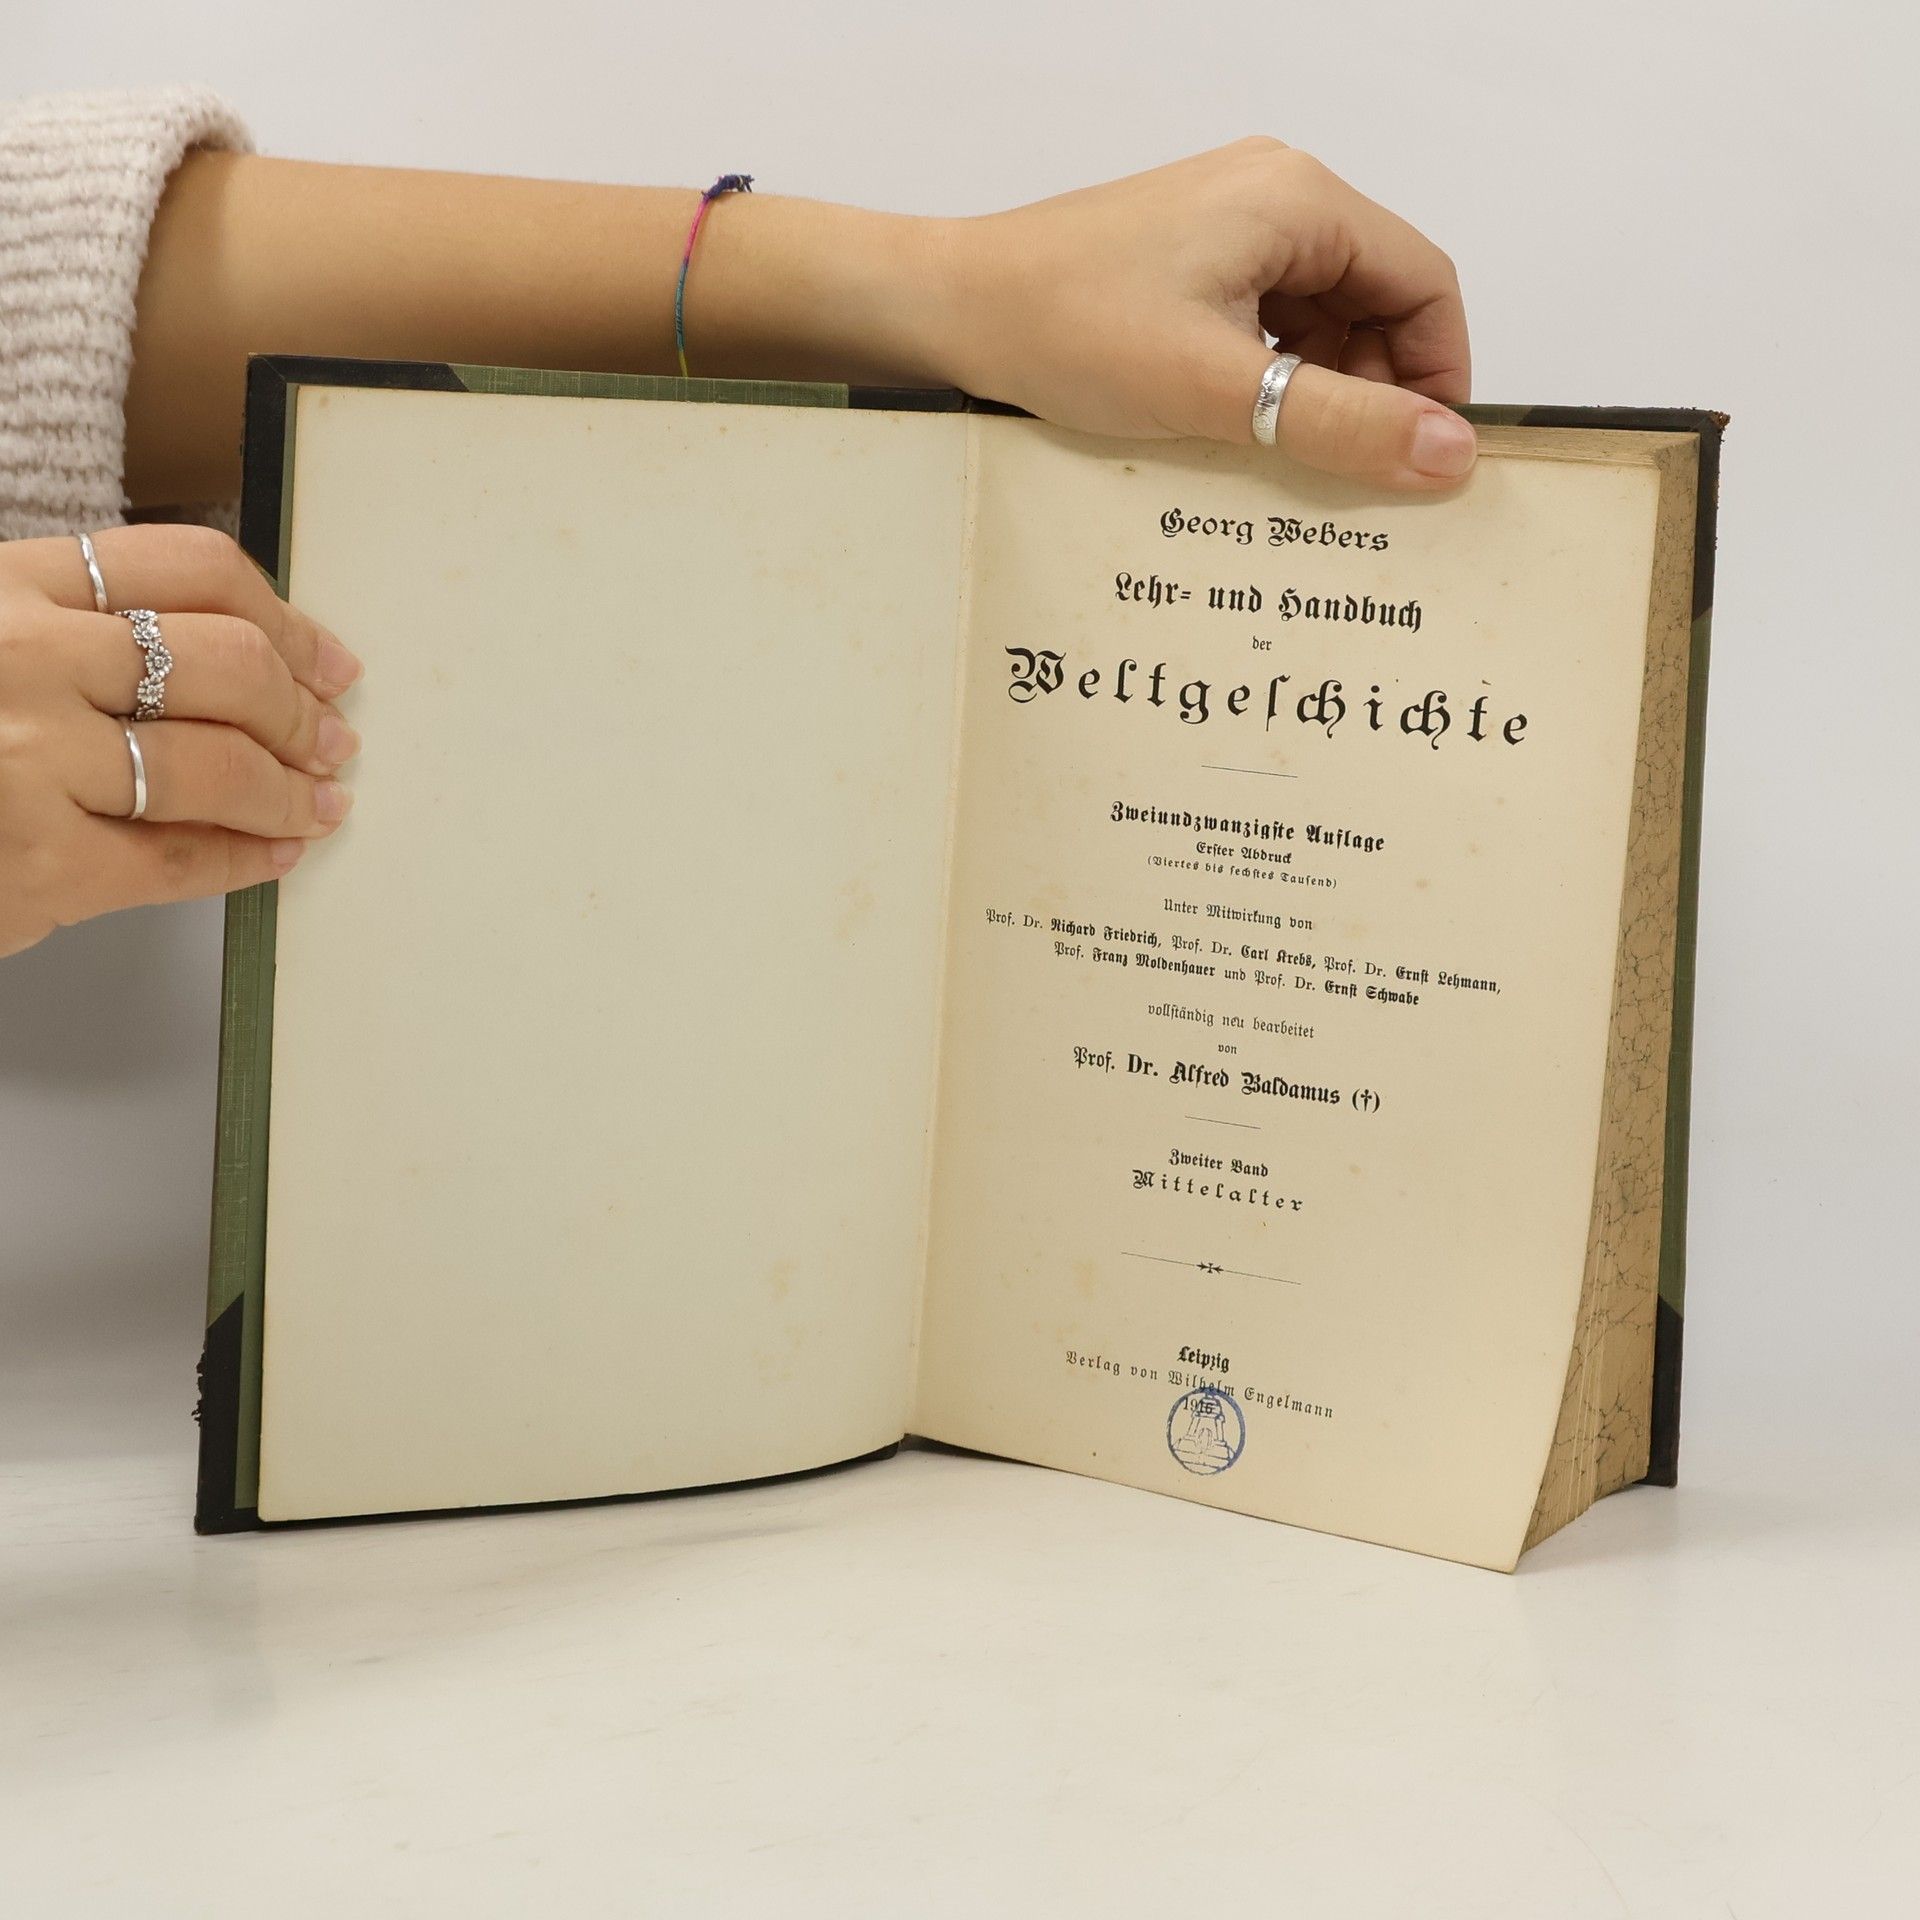 Georg Webers
Lehr- und Handbuch
der
Weltgeſchichte
Zweiundzwanzigſte Auflage
Erſter Abdruck
(Viertes bis ſechſtes Tauſend)
Unter Mitwirkung von
Prof. Dr. Richard Friedrich, Prof. Dr. Carl Krebs, Prof. Dr. Ernſt Lehmann,
Prof. Franz Moldenhauer und Prof. Dr. Ernſt Schwabe
vollſtändig neu bearbeitet
von
Prof. Dr. Alfred Baldamus (†)
Zweiter Band
Mittelalter
Leipzig
Verlag von Wilhelm Engelmann
1916